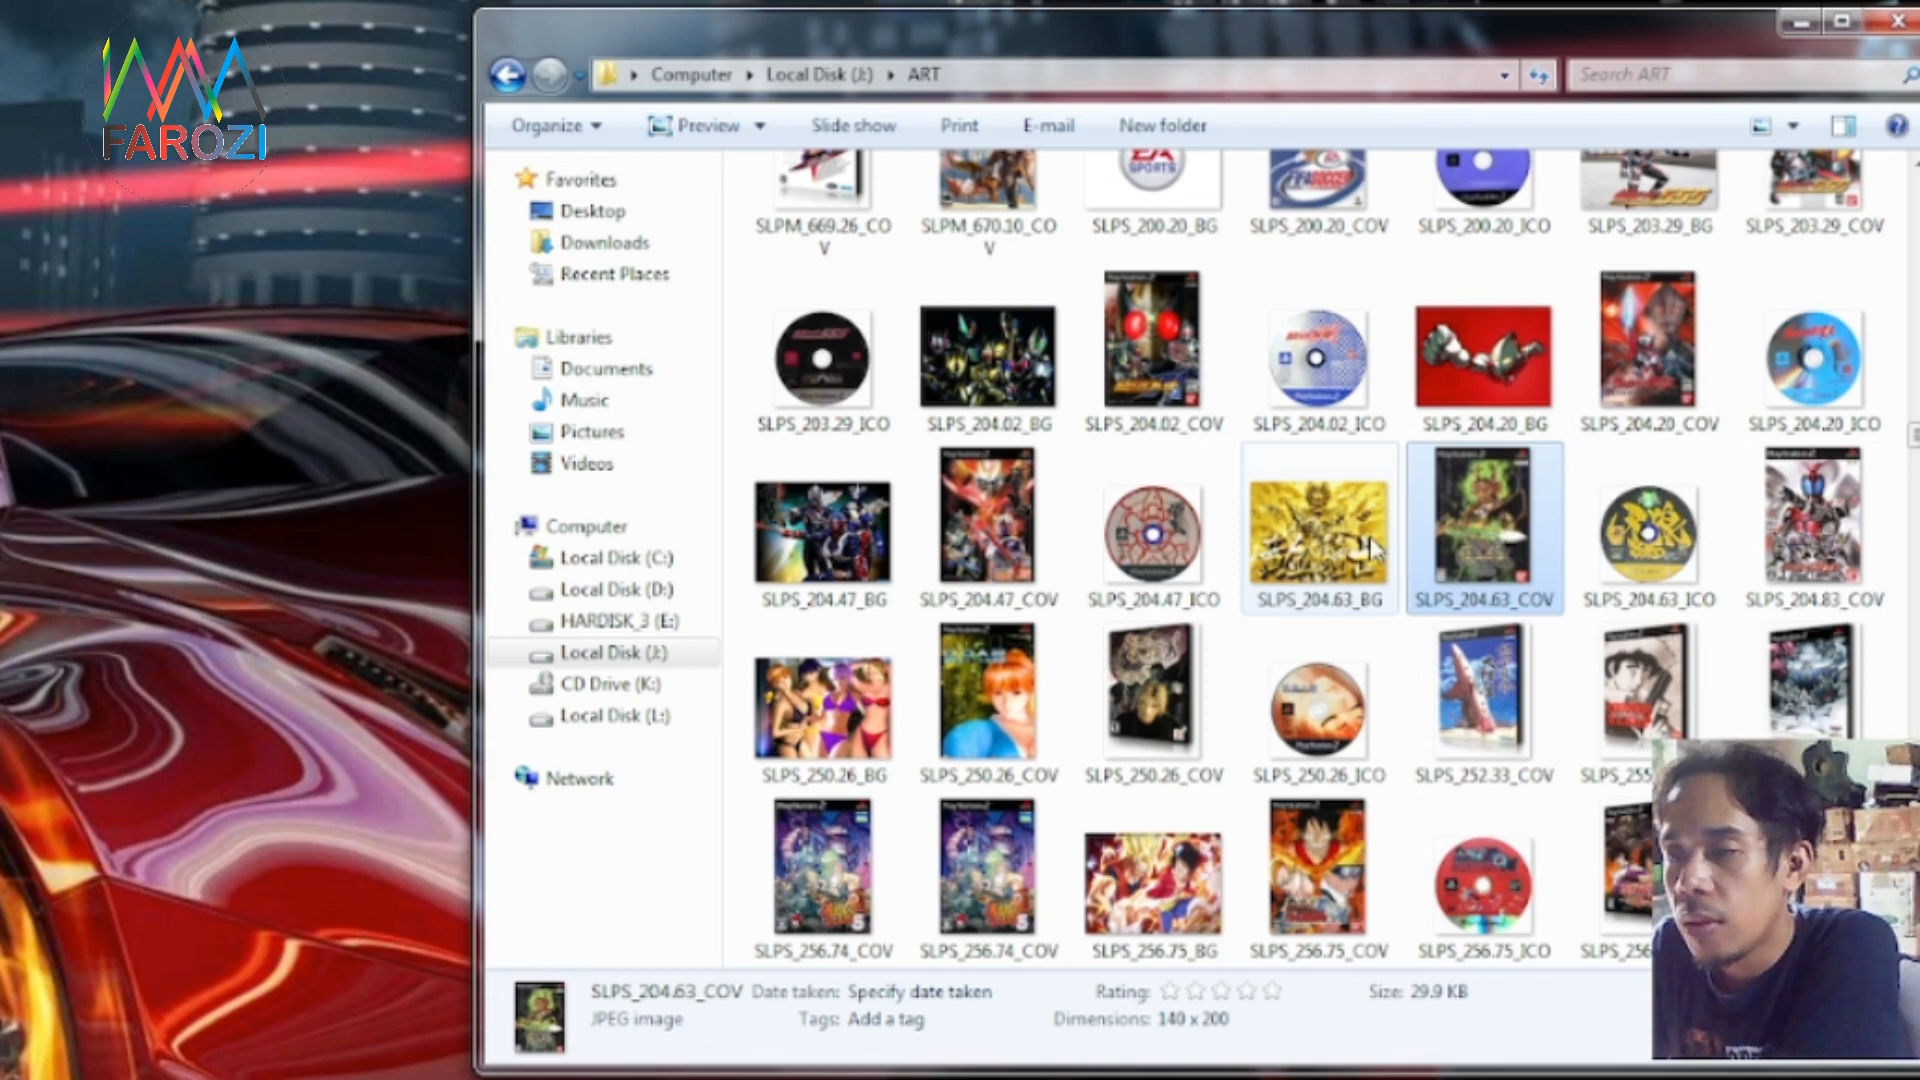 FAROZI
Computer
Local Disk (J:)
ART
Search ART
Organize
Preview
Slide show
Print
E-mail
New folder
Favorites
Desktop
Downloads
Recent Places
Libraries
Documents
Music
Pictures
Videos
Computer
Local Disk (C:)
Local Disk (D:)
HARDISK_3 (E:)
Local Disk (J:)
CD Drive (K:)
Local Disk (L:)
Network
EA
SPORTS
SLPM_669.26_CO
V
SLPM_670.10_CO
V
SLPS_200.20_BG
SLPS_200.20_COV
SLPS_200.20_ICO
SLPS_203.29_BG
SLPS_203.29_COV
SLPS_203.29_ICO
SLPS_204.02_BG
SLPS_204.02_COV
SLPS_204.02_ICO
SLPS_204.20_BG
SLPS_204.20_COV
SLPS_204.20_ICO
SLPS_204.47_BG
SLPS_204.47_COV
SLPS_204.47_ICO
SLPS_204.63_BG
SLPS_204.63_COV
SLPS_204.63_ICO
SLPS_204.83_COV
SLPS_250.26_BG
SLPS_250.26_COV
SLPS_250.26_COV
SLPS_250.26_ICO
SLPS_252.33_COV
SLPS_255
SLPS_256.74_COV
SLPS_256.74_COV
SLPS_256.75_BG
SLPS_256.75_COV
SLPS_256.75_ICO
SLPS_256
SLPS_204.63_COV
Date taken: Specify date taken
Rating:
Size: 29.9 KB
JPEG image
Tags: Add a tag
Dimensions: 140 x 200